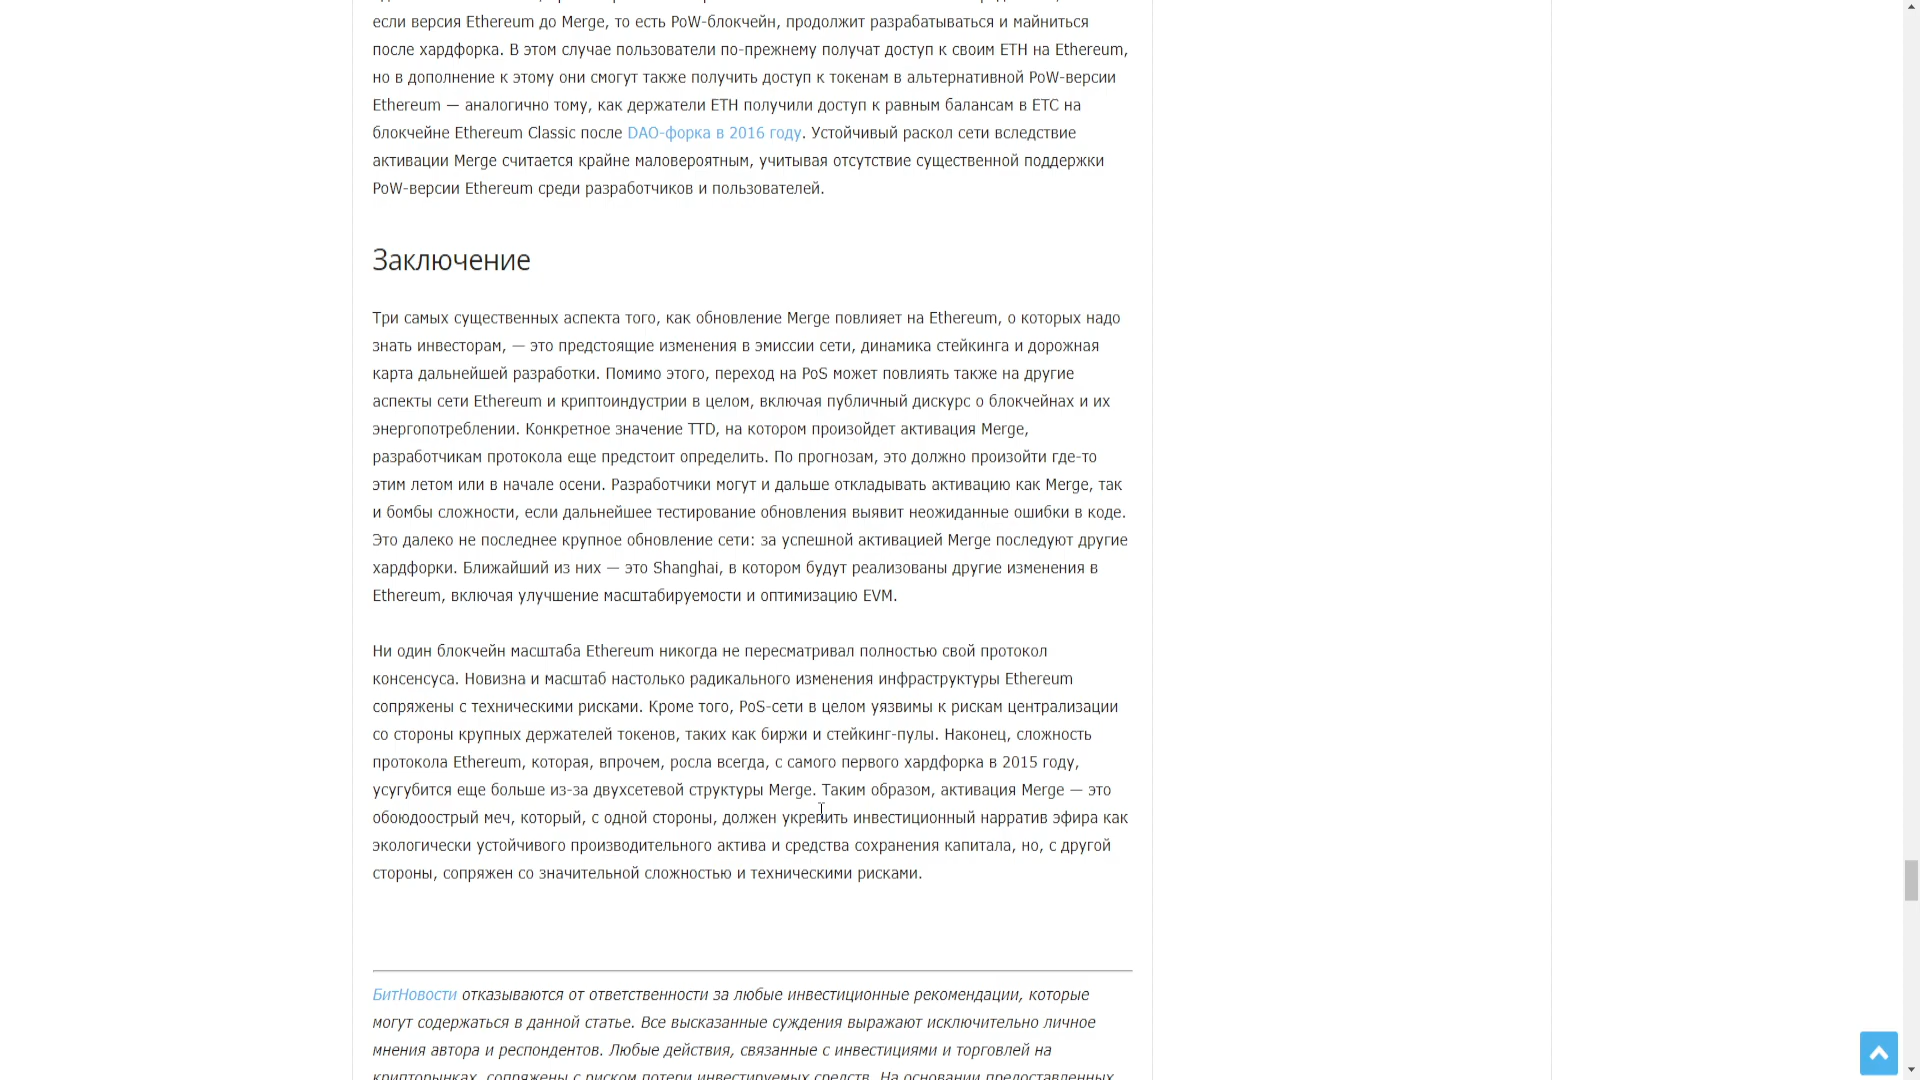 если версия Ethereum до Merge, то есть PoW-блокчейн, продолжит разрабатываться и майниться
после хардфорка. В этом случае пользователи по-прежнему получат доступ к своим ETH на Ethereum,
но в дополнение к этому они смогут также получить доступ к токенам в альтернативной PoW-версии
Ethereum — аналогично тому, как держатели ETH получили доступ к равным балансам в ETC на
блокчейне Ethereum Classic после DAO-форка в 2016 году. Устойчивый раскол сети вследствие
активации Merge считается крайне маловероятным, учитывая отсутствие существенной поддержки
PoW-версии Ethereum среди разработчиков и пользователей.
Заключение
Три самых существенных аспекта того, как обновление Merge повлияет на Ethereum, о которых надо
знать инвесторам, — это предстоящие изменения в эмиссии сети, динамика стейкинга и дорожная
карта дальнейшей разработки. Помимо этого, переход на PoS может повлиять также на другие
аспекты сети Ethereum и криптоиндустрии в целом, включая публичный дискурс о блокчейнах и их
энергопотреблении. Конкретное значение TTD, на котором произойдет активация Merge,
разработчикам протокола еще предстоит определить. По прогнозам, это должно произойти где-то
этим летом или в начале осени. Разработчики могут и дальше откладывать активацию как Merge, так
и бомбы сложности, если дальнейшее тестирование обновления выявит неожиданные ошибки в коде.
Это далеко не последнее крупное обновление сети: за успешной активацией Merge последуют другие
хардфорки. Ближайший из них — это Shanghai, в котором будут реализованы другие изменения в
Ethereum, включая улучшение масштабируемости и оптимизацию EVM.
Ни один блокчейн масштаба Ethereum никогда не пересматривал полностью свой протокол
консенсуса. Новизна и масштаб настолько радикального изменения инфраструктуры Ethereum
сопряжены с техническими рисками. Кроме того, PoS-сети в целом уязвимы к рискам централизации
со стороны крупных держателей токенов, таких как биржи и стейкинг-пулы. Наконец, сложность
протокола Ethereum, которая, впрочем, росла всегда, с самого первого хардфорка в 2015 году,
усугубится еще больше из-за двухсетевой структуры Merge. Таким образом, активация Merge — это
обоюдоострый меч, который, с одной стороны, должен укрепить инвестиционный нарратив эфира как
экологически устойчивого производительного актива и средства сохранения капитала, но, с другой
стороны, сопряжен со значительной сложностью и техническими рисками.
БитНовости отказываются от ответственности за любые инвестиционные рекомендации, которые
могут содержаться в данной статье. Все высказанные суждения выражают исключительно личное
мнения автора и респондентов. Любые действия, связанные с инвестициями и торговлей на
крипторынках, сопряжены с риском потери инвестируемых средств. На основании предоставленных